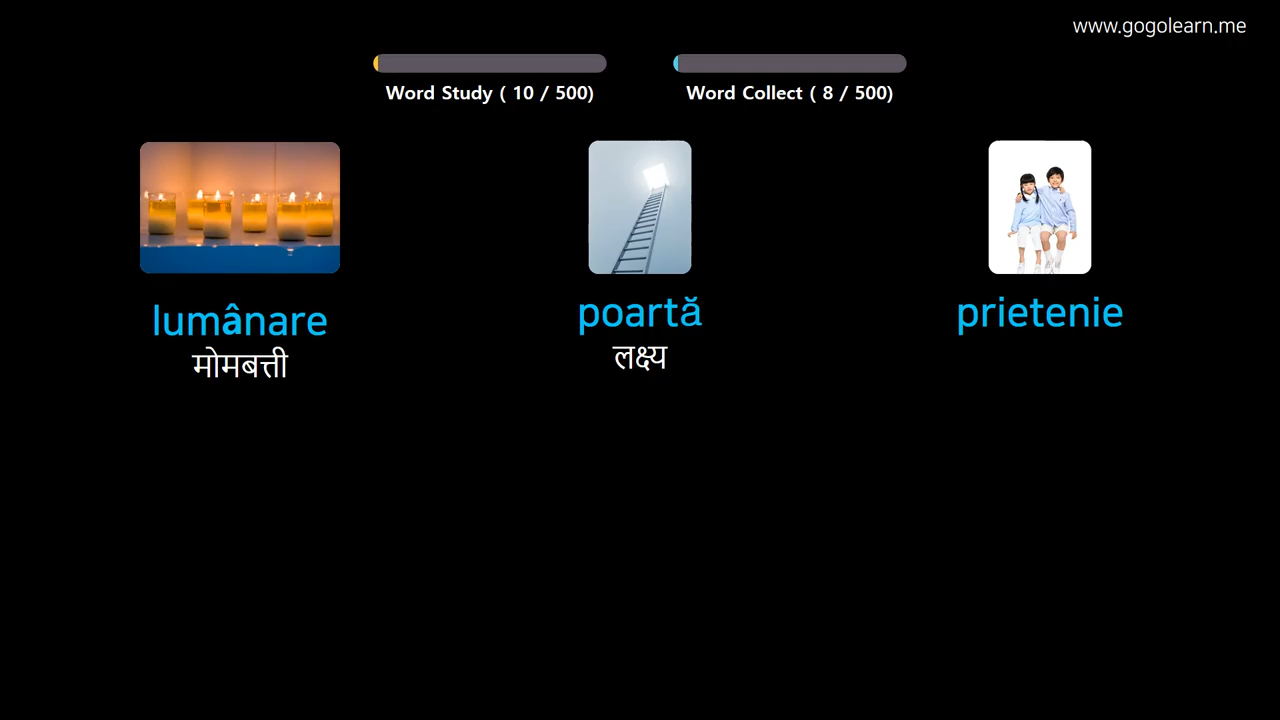 www.gogolearn.me
Word Study ( 10 / 500)
Word Collect ( 8 / 500)
lumânare
मोमबत्ती
poartă
लक्ष्य
prietenie